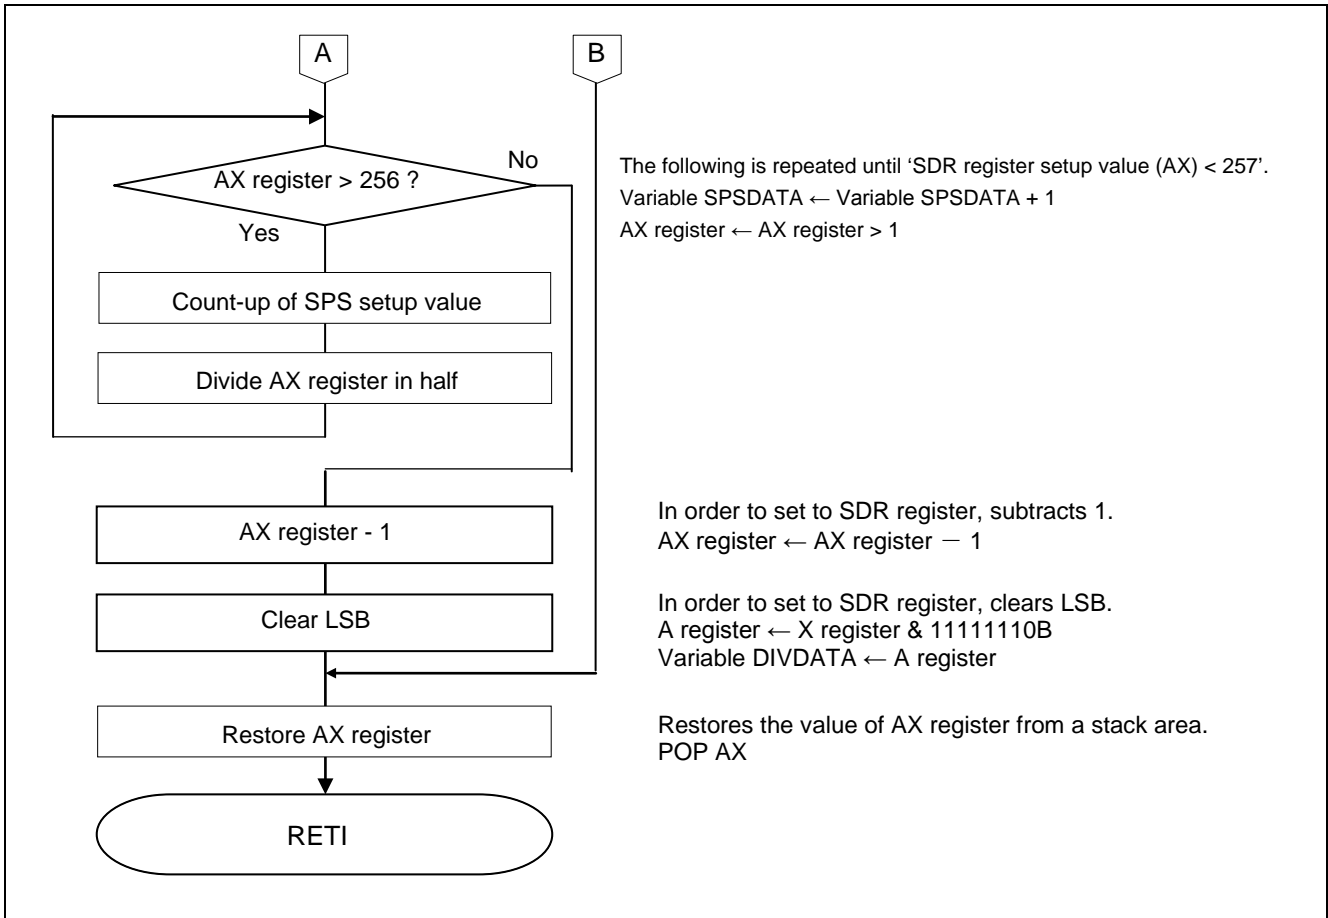 A
B
No
AX register > 256 ?
Yes
The following is repeated until ‘SDR register setup value (AX) < 257’.
Variable SPSDATA ← Variable SPSDATA + 1
AX register ← AX register > 1
Count-up of SPS setup value
Divide AX register in half
AX register - 1
In order to set to SDR register, subtracts 1.
AX register ← AX register － 1
Clear LSB
In order to set to SDR register, clears LSB.
A register ← X register & 11111110B
Variable DIVDATA ← A register
Restore AX register
Restores the value of AX register from a stack area.
POP AX
RETI